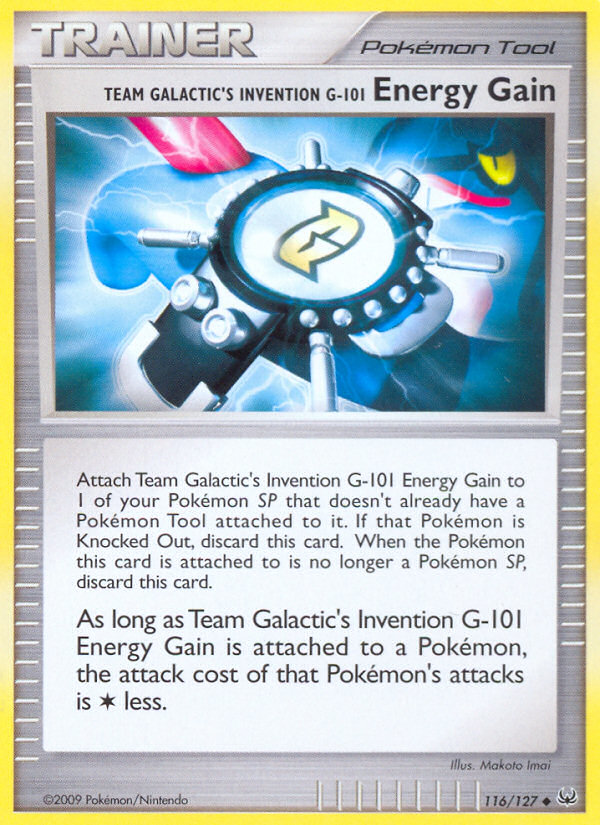 TRAINER
Pokémon Tool
TEAM GALACTIC'S INVENTION G-101 Energy Gain
Attach Team Galactic's Invention G-101 Energy Gain to
1 of your Pokémon SP that doesn't already have a
Pokémon Tool attached to it. If that Pokémon is
Knocked Out, discard this card. When the Pokémon
this card is attached to is no longer a Pokémon SP,
discard this card.
As long as Team Galactic's Invention G-101
Energy Gain is attached to a Pokémon,
the attack cost of that Pokémon's attacks
is ✶ less.
Illus. Makoto Imai
©2009 Pokémon/Nintendo
116/127 ◆